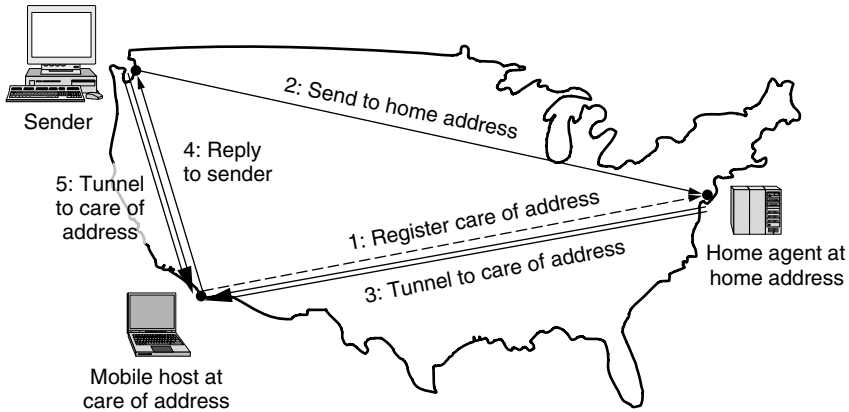 Sender
2: Send to home address
4: Reply
to sender
5: Tunnel
to care of
address
1: Register care of address
3: Tunnel to care of address
Home agent at
home address
Mobile host at
care of address